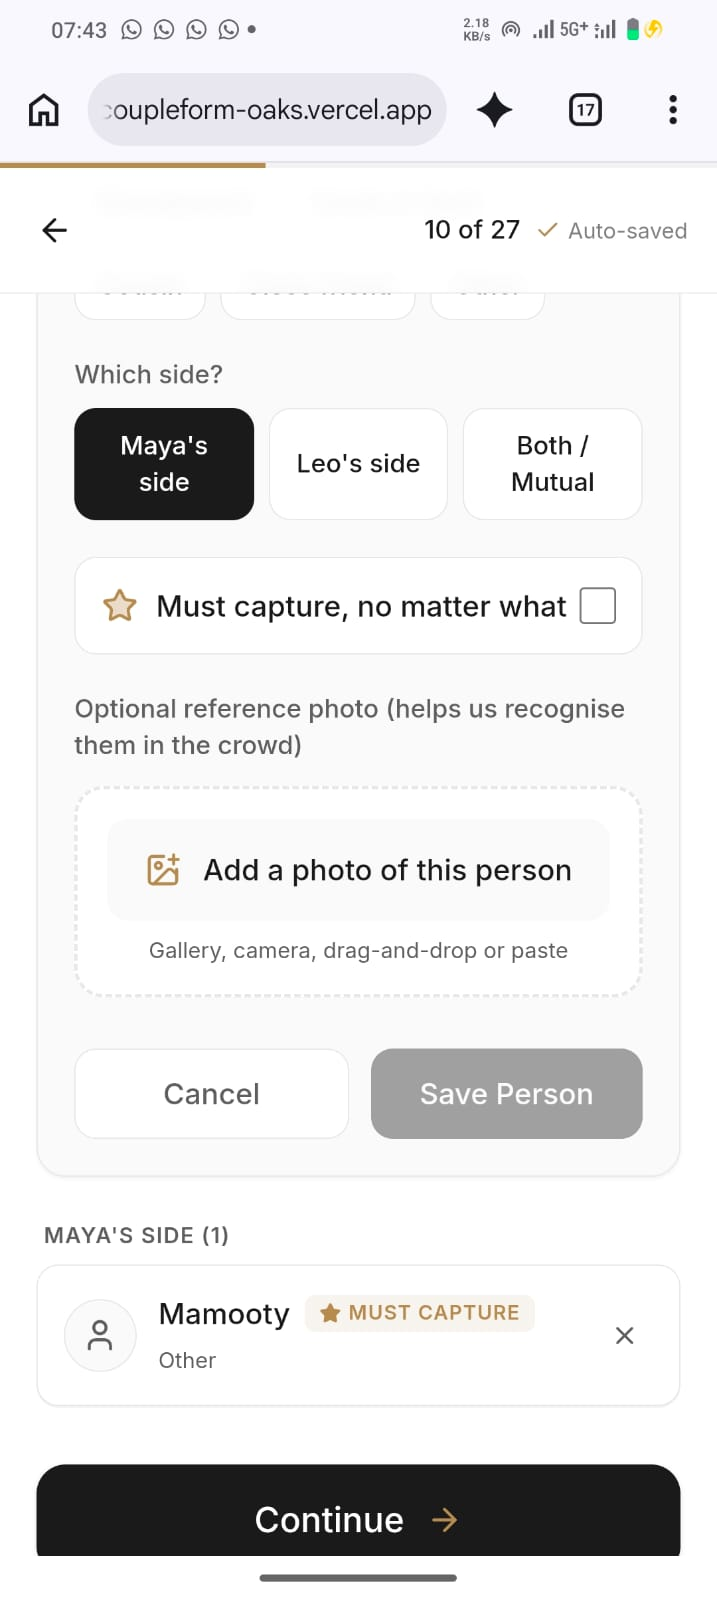 07:43
2.18
KB/s
5G+
coupleform-oaks.vercel.app
17
10 of 27
Auto-saved
Which side?
Maya's
side
Leo's side
Both /
Mutual
Must capture, no matter what
Optional reference photo (helps us recognise
them in the crowd)
Add a photo of this person
Gallery, camera, drag-and-drop or paste
Cancel
Save Person
MAYA'S SIDE (1)
Mamooty
MUST CAPTURE
Other
Continue